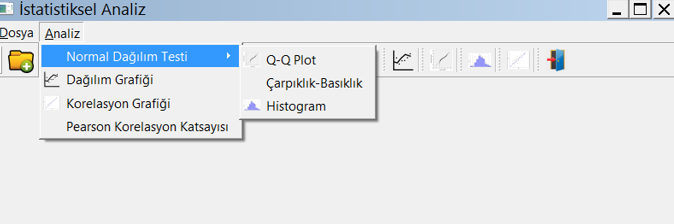 İstatistiksel Analiz
Dosya Analiz
Normal Dağılım Testi
Dağılım Grafiği
Korelasyon Grafiği
Pearson Korelasyon Katsayısı
Q-Q Plot
Çarpıklık-Basıklık
Histogram